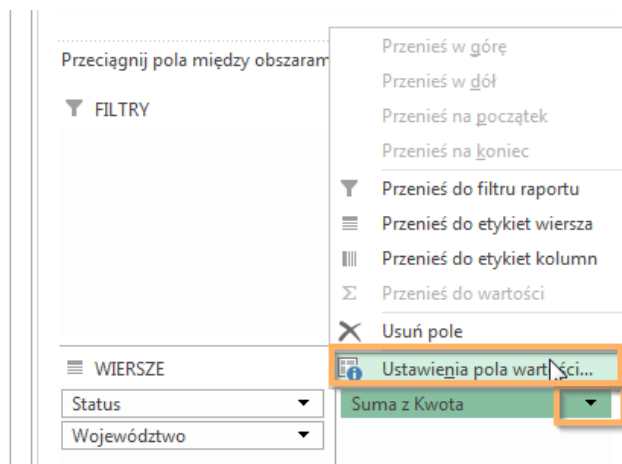 Przeciągnij pola między obszaram
FILTRY
Przenieś w górę
Przenieś w dół
Przenieś na początek
Przenieś na koniec
Przenieś do filtru raportu
Przenieś do etykiet wiersza
Przenieś do etykiet kolumn
Przenieś do wartości
Usuń pole
Ustawienia pola wartości...
WIERSZE
Status
Województwo
Suma z Kwota